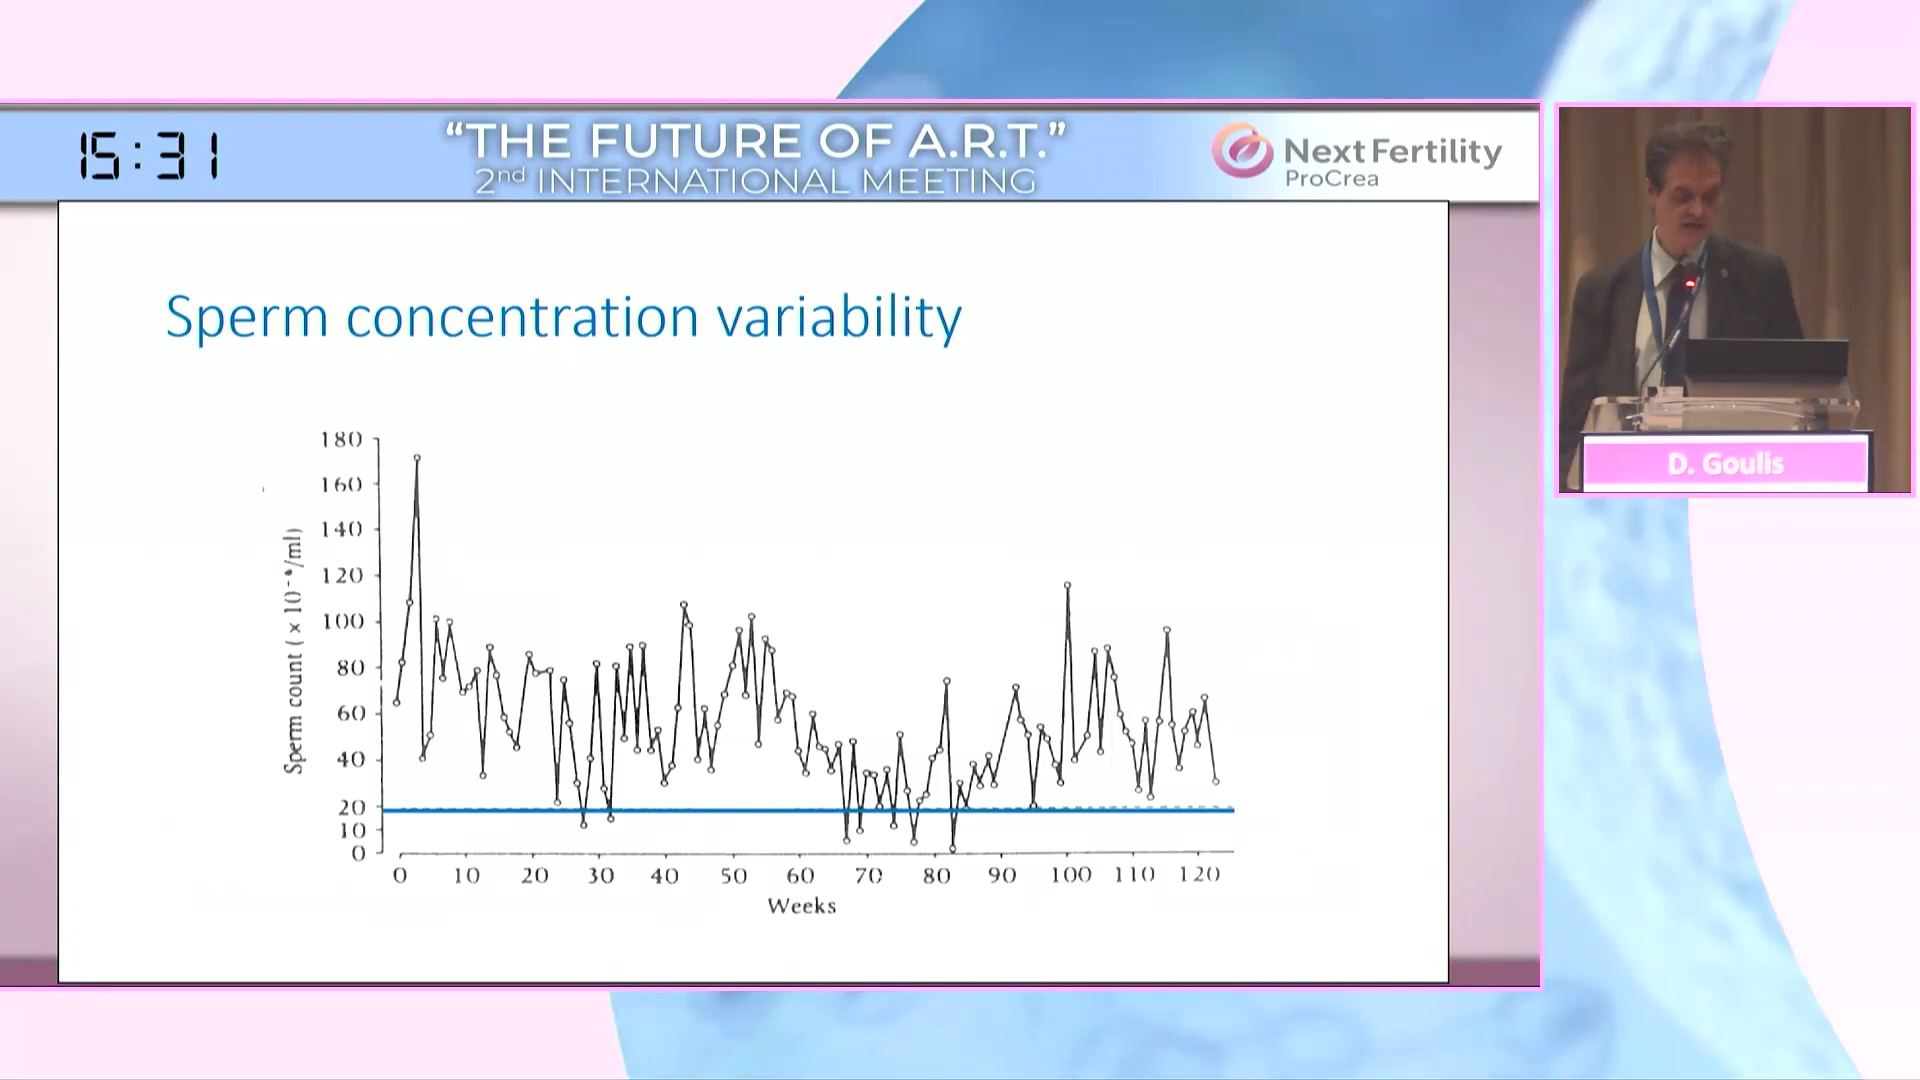 15:31
“THE FUTURE OF A.R.T.”
2nd INTERNATIONAL MEETING
Next Fertility
ProCrea
Sperm concentration variability
180
160
140
120
100
80
60
40
20
10
0
Sperm count ( × 10⁻⁶/ml)
0 10 20 30 40 50 60 70 80 90 100 110 120
Weeks
D. Goulis